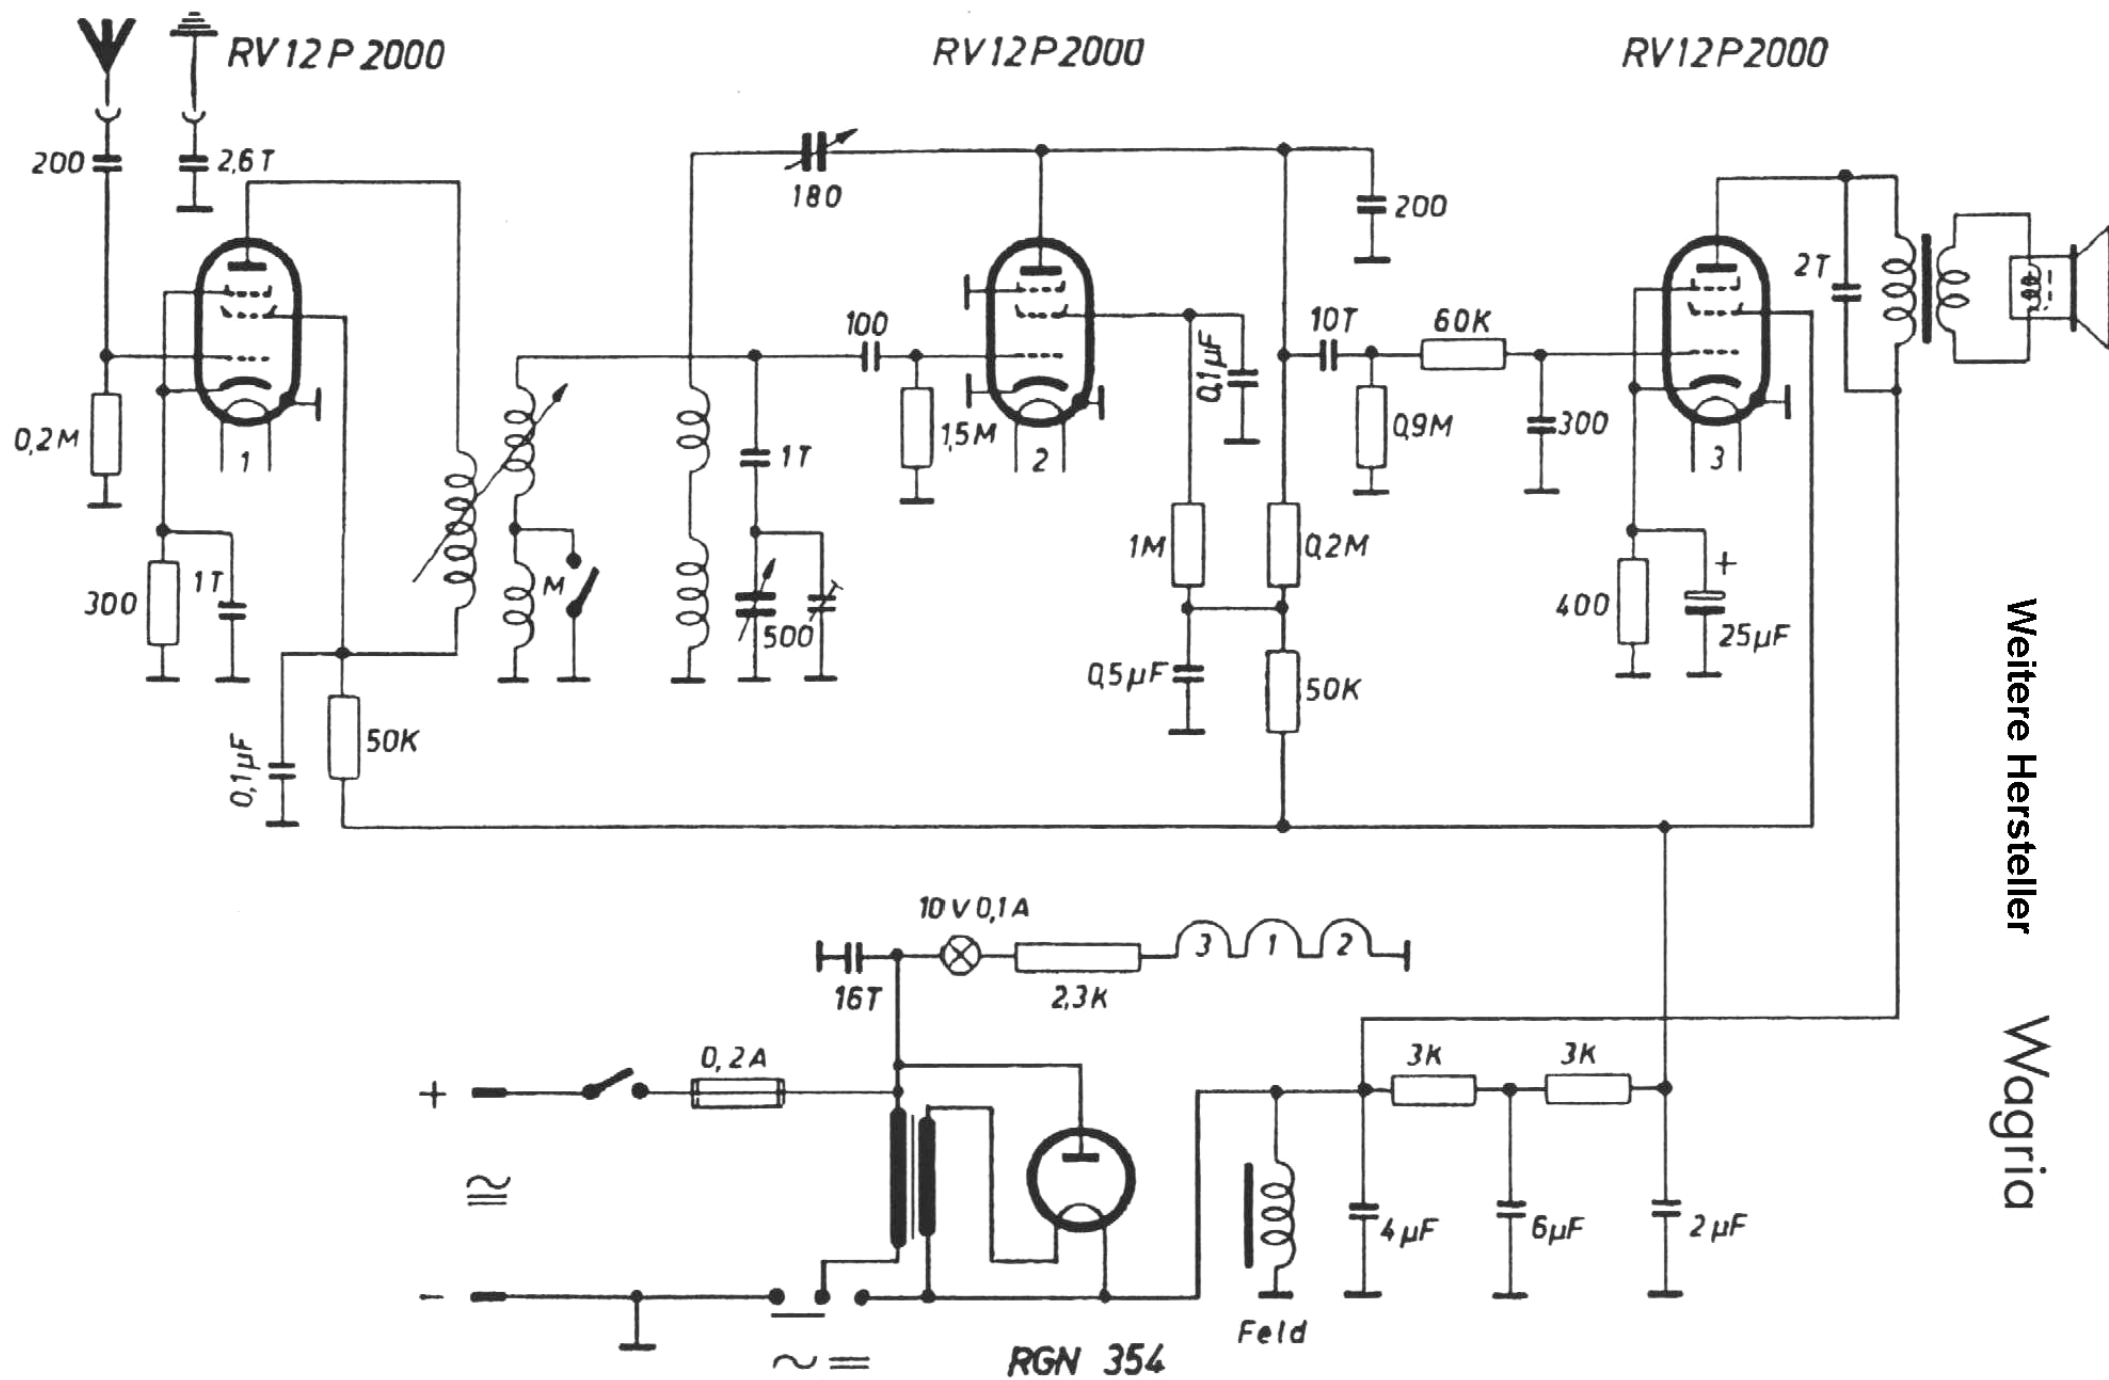 RV12P2000
RV12P2000
RV12P2000
200
2,6T
180
200
2T
100
10T
60K
0,1µF
0,2M
1
1T
1,5M
2
0,9M
300
3
300
1T
M
500
1M
0,2M
400
+
25µF
0,5µF
50K
0,1µF
50K
10V0,1A
3
1
2
16T
2,3K
+
0,2A
3K
3K
4µF
6µF
2µF
-
Feld
RGN 354
Weitere Hersteller
Wagria